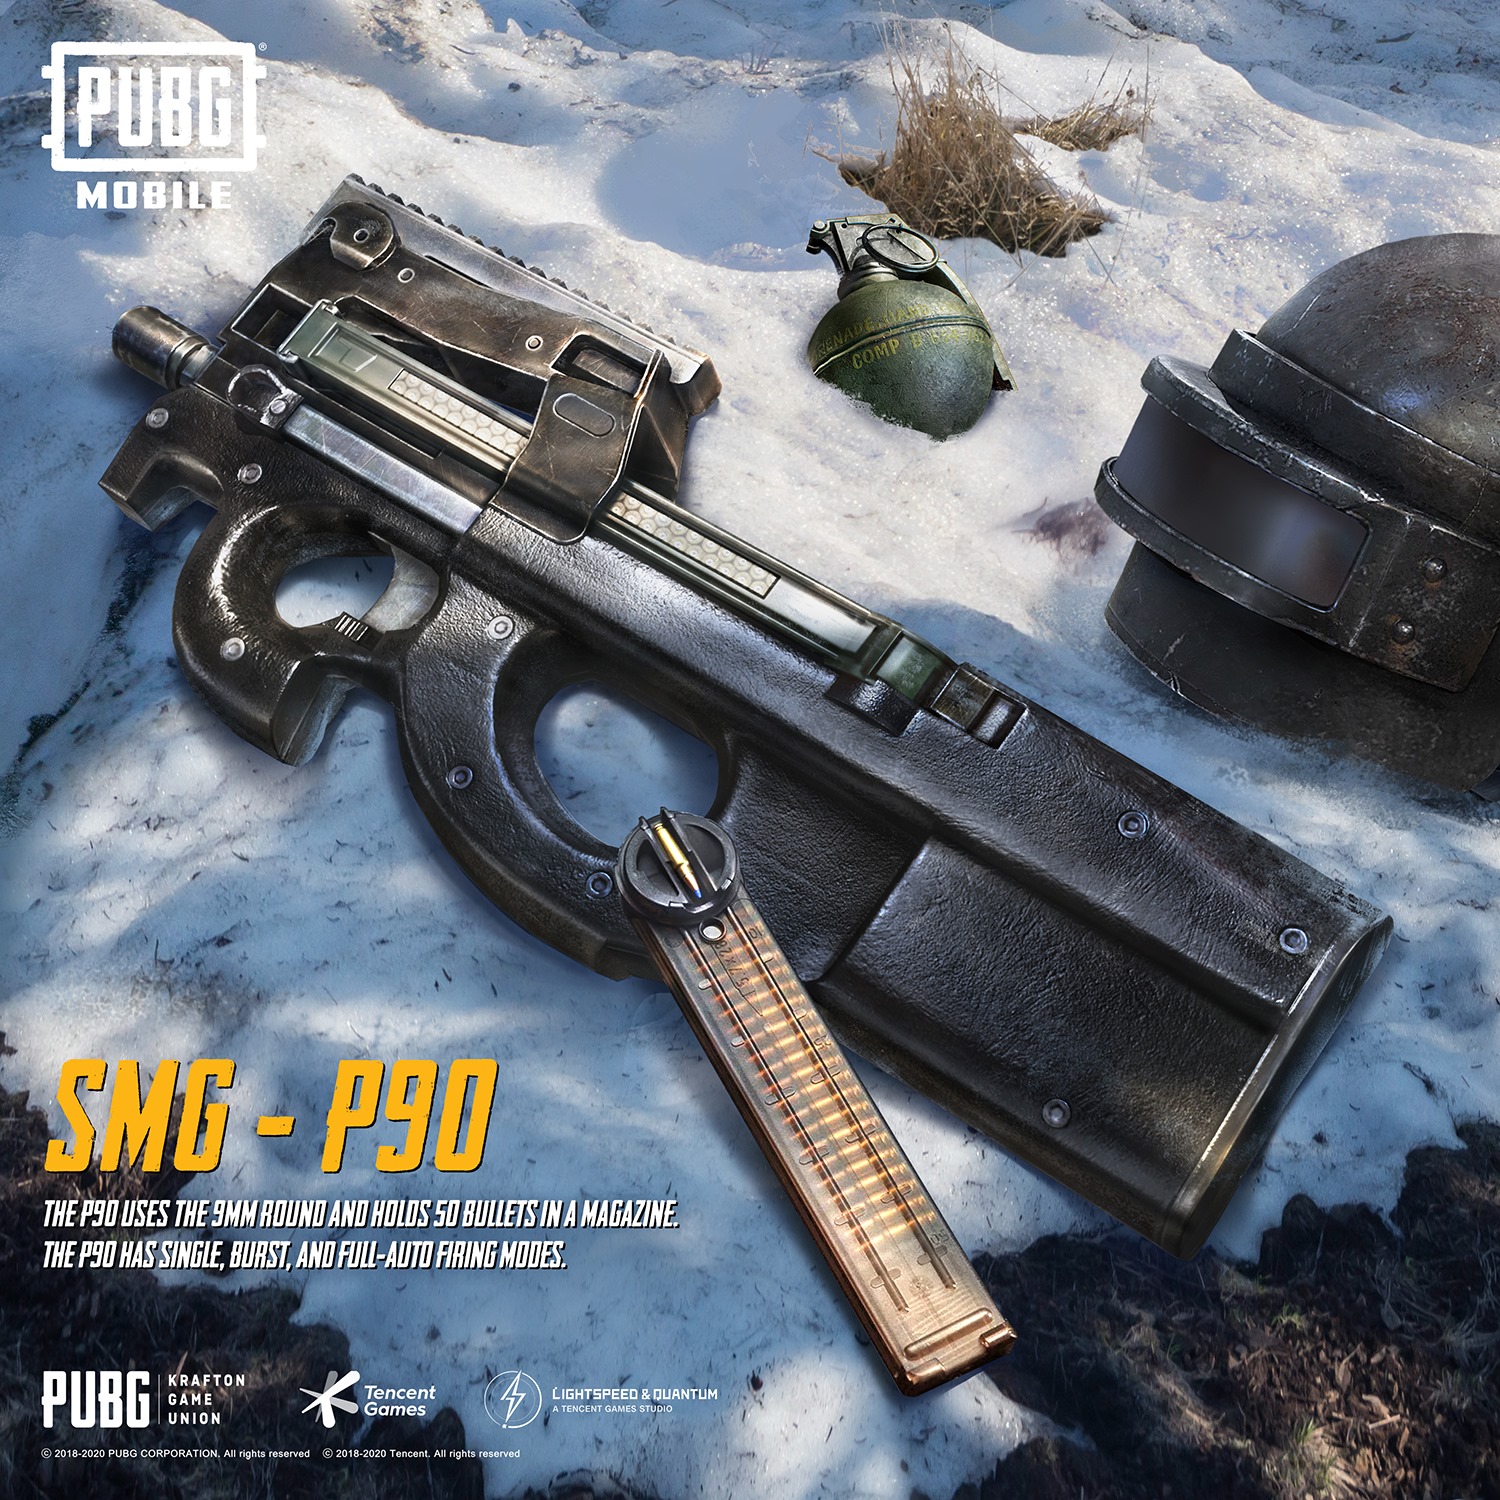 PUBG®
MOBILE
COMP B
SMG - P90
THE P90 USES THE 9MM ROUND AND HOLDS 50 BULLETS IN A MAGAZINE.
THE P90 HAS SINGLE, BURST, AND FULL-AUTO FIRING MODES.
PUBG
KRAFTON
GAME
UNION
Tencent
Games
LIGHTSPEED & QUANTUM
A TENCENT GAMES STUDIO
© 2018-2020 PUBG CORPORATION. All rights reserved © 2018-2020 Tencent. All rights reserved